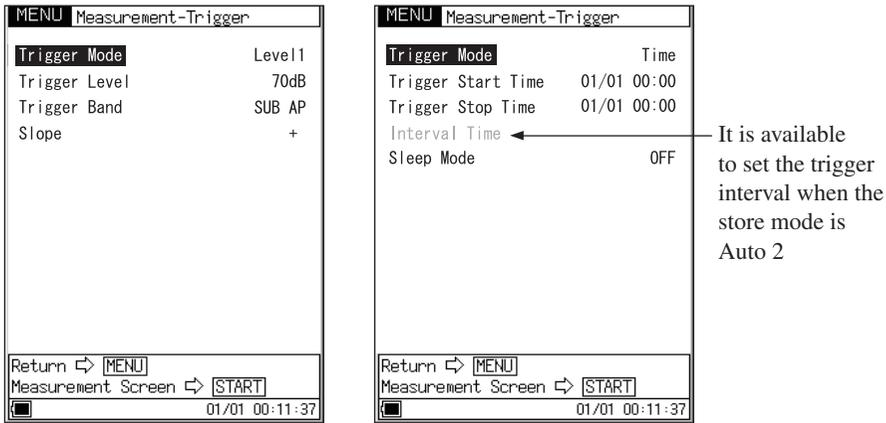 MENU Measurement-Trigger
Trigger Mode Level1
Trigger Level 70dB
Trigger Band SUB AP
Slope +
Return ⇨ MENU
Measurement Screen ⇨ START
01/01 00:11:37
MENU Measurement-Trigger
Trigger Mode Time
Trigger Start Time 01/01 00:00
Trigger Stop Time 01/01 00:00
Interval Time
Sleep Mode OFF
Return ⇨ MENU
Measurement Screen ⇨ START
01/01 00:11:37
It is available
to set the trigger
interval when the
store mode is
Auto 2